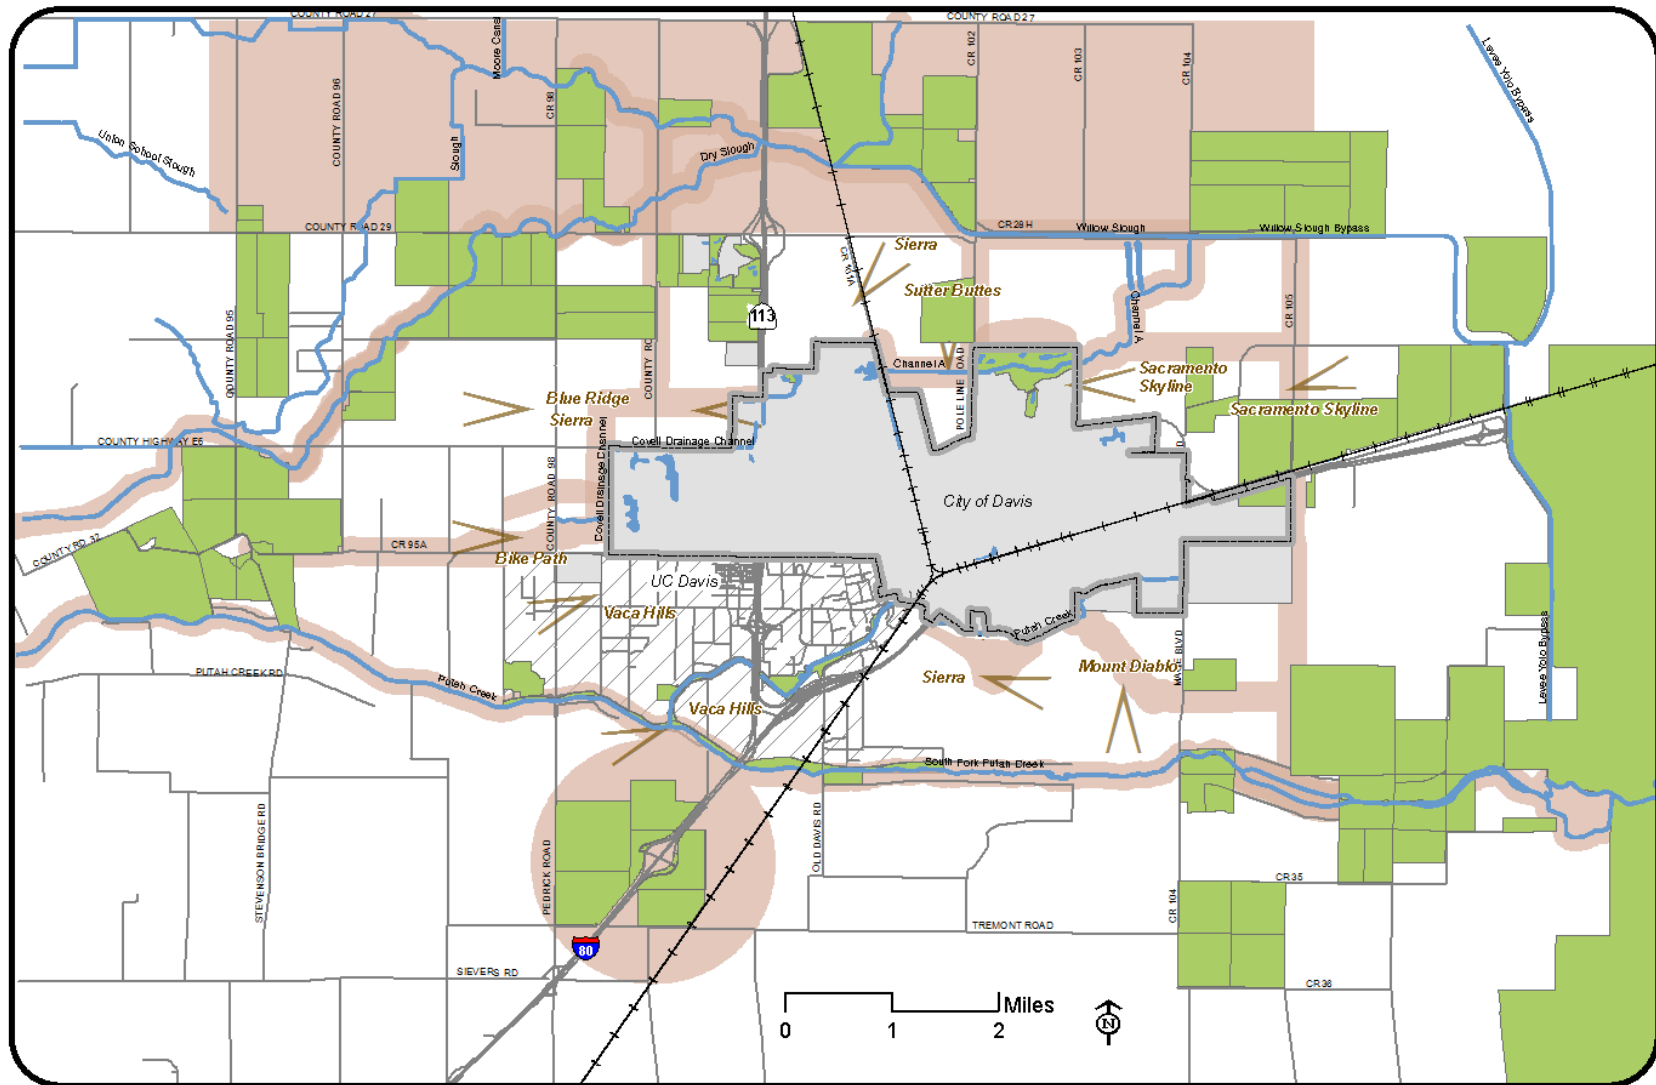 COUNTY ROAD 27
COUNTY ROAD 27
Moore Canal
CR 102
CR 103
CR 104
Levee Yolo Bypass
COUNTY ROAD 96
CR 98
Union School Slough
Slough
Dry Slough
COUNTY ROAD 29
CR 28 H
Willow Slough
Willow Slough Bypass
CR 101A
Sierra
Sutter Buttes
113
COUNTY ROAD 95
Channel A
CR 105
Channel A
POLE LINE
OAD
Sacramento
Skyline
Sacramento Skyline
Blue Ridge
Sierra
COUNTY
COUNTY HIGHWAY E6
Covell Drainage Channel
Covell Drainage Channel
COUNTY ROAD 98
City of Davis
COUNTY RD 32
CR 95A
Bike Path
UC Davis
Vaca Hills
Putah Creek
Levee Yolo Bypass
Mount Diablo
Sierra
PUTAH CREEK RD
Putah Creek
Vaca Hills
South Fork Putah Creek
STEVENSON BRIDGE RD
PEDRICK ROAD
OLD DAVIS RD
CR 35
CR 104
TREMONT ROAD
80
SIEVERS RD
CR 36
Miles
0
1
2
N